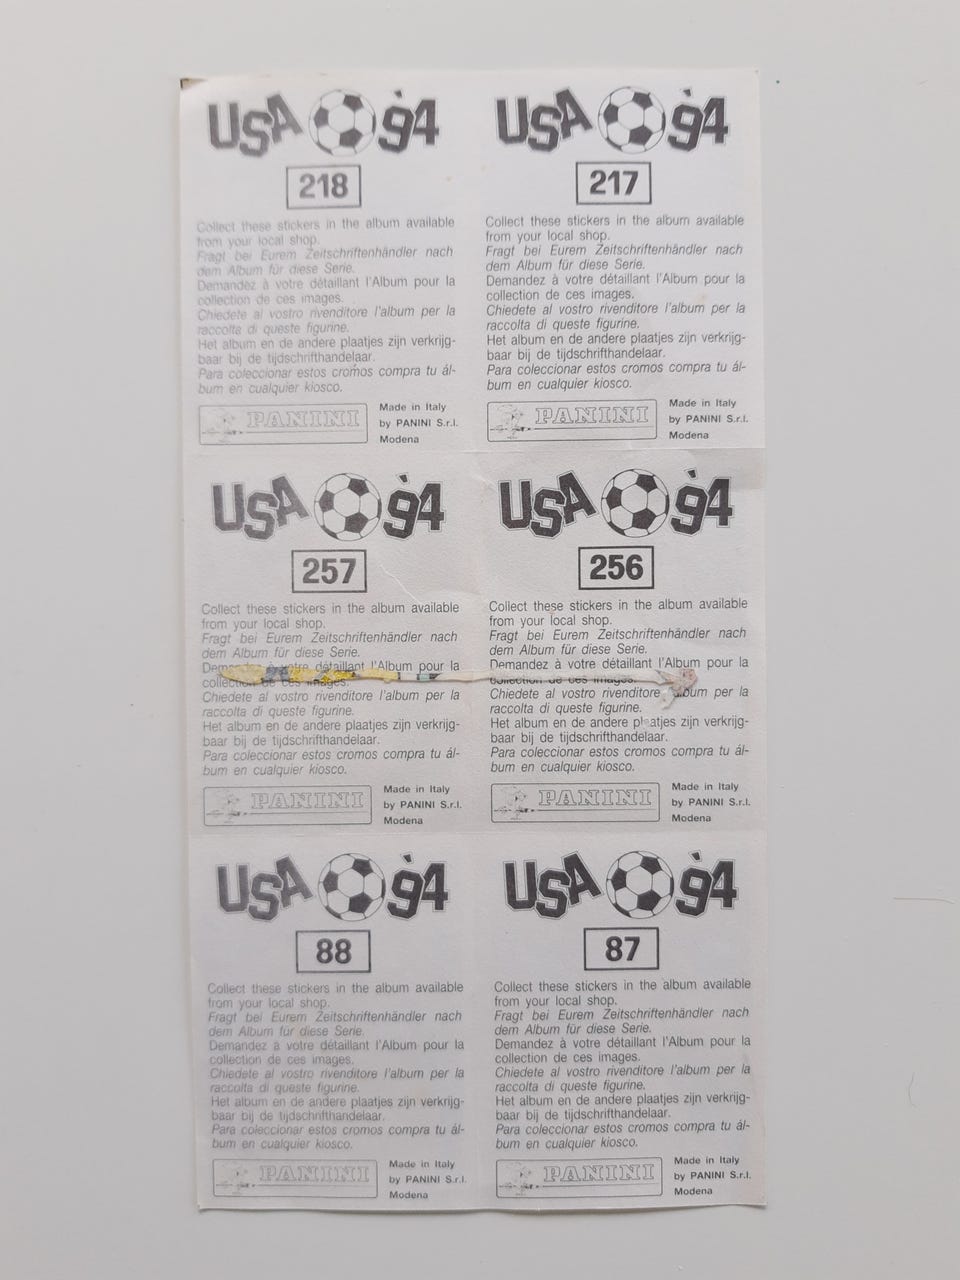 USA '94
218
Collect these stickers in the album available
from your local shop.
Fragt bei Eurem Zeitschriftenhändler nach
dem Album für diese Serie.
Demandez à votre détaillant l'Album pour la
collection de ces images.
Chiedete al vostro rivenditore l'album per la
raccolta di queste figurine.
Het album en de andere plaatjes zijn verkrijg-
baar bij de tijdschrifthandelaar.
Para coleccionar estos cromos compra tu ál-
bum en cualquier kiosco.
PANINI
Made in Italy
by PANINI S.r.l.
Modena
USA '94
217
Collect these stickers in the album available
from your local shop.
Fragt bei Eurem Zeitschriftenhändler nach
dem Album für diese Serie.
Demandez à votre détaillant l'Album pour la
collection de ces images.
Chiedete al vostro rivenditore l'album per la
raccolta di queste figurine.
Het album en de andere plaatjes zijn verkrijg-
baar bij de tijdschrifthandelaar.
Para coleccionar estos cromos compra tu ál-
bum en cualquier kiosco.
PANINI
Made in Italy
by PANINI S.r.l.
Modena
USA '94
257
Collect these stickers in the album available
from your local shop.
Fragt bei Eurem Zeitschriftenhändler nach
dem Album für diese Serie.
Demandez à votre détaillant l'Album pour la
collection de ces images.
Chiedete al vostro rivenditore l'album per la
raccolta di queste figurine.
Het album en de andere plaatjes zijn verkrijg-
baar bij de tijdschrifthandelaar.
Para coleccionar estos cromos compra tu ál-
bum en cualquier kiosco.
PANINI
Made in Italy
by PANINI S.r.l.
Modena
USA '94
256
Collect these stickers in the album available
from your local shop.
Fragt bei Eurem Zeitschriftenhändler nach
dem Album für diese Serie.
Demandez à votre détaillant l'Album pour la
collection de ces images.
Chiedete al vostro rivenditore album per la
raccolta di queste figurine.
Het album en de andere plaatjes zijn verkrijg-
baar bij de tijdschrifthandelaar.
Para coleccionar estos cromos compra tu ál-
bum en cualquier kiosco.
PANINI
Made in Italy
by PANINI S.r.l.
Modena
USA '94
88
Collect these stickers in the album available
from your local shop.
Fragt bei Eurem Zeitschriftenhändler nach
dem Album für diese Serie.
Demandez à votre détaillant l'Album pour la
collection de ces images.
Chiedete al vostro rivenditore l'album per la
raccolta di queste figurine.
Het album en de andere plaatjes zijn verkrijg-
baar bij de tijdschrifthandelaar.
Para coleccionar estos cromos compra tu ál-
bum en cualquier kiosco.
PANINI
Made in Italy
by PANINI S.r.l.
Modena
USA '94
87
Collect these stickers in the album available
from your local shop.
Fragt bei Eurem Zeitschriftenhändler nach
dem Album für diese Serie.
Demandez à votre détaillant l'Album pour la
collection de ces images.
Chiedete al vostro rivenditore l'album per la
raccolta di queste figurine.
Het album en de andere plaatjes zijn verkrijg-
baar bij de tijdschrifthandelaar.
Para coleccionar estos cromos compra tu ál-
bum en cualquier kiosco.
PANINI
Made in Italy
by PANINI S.r.l.
Modena